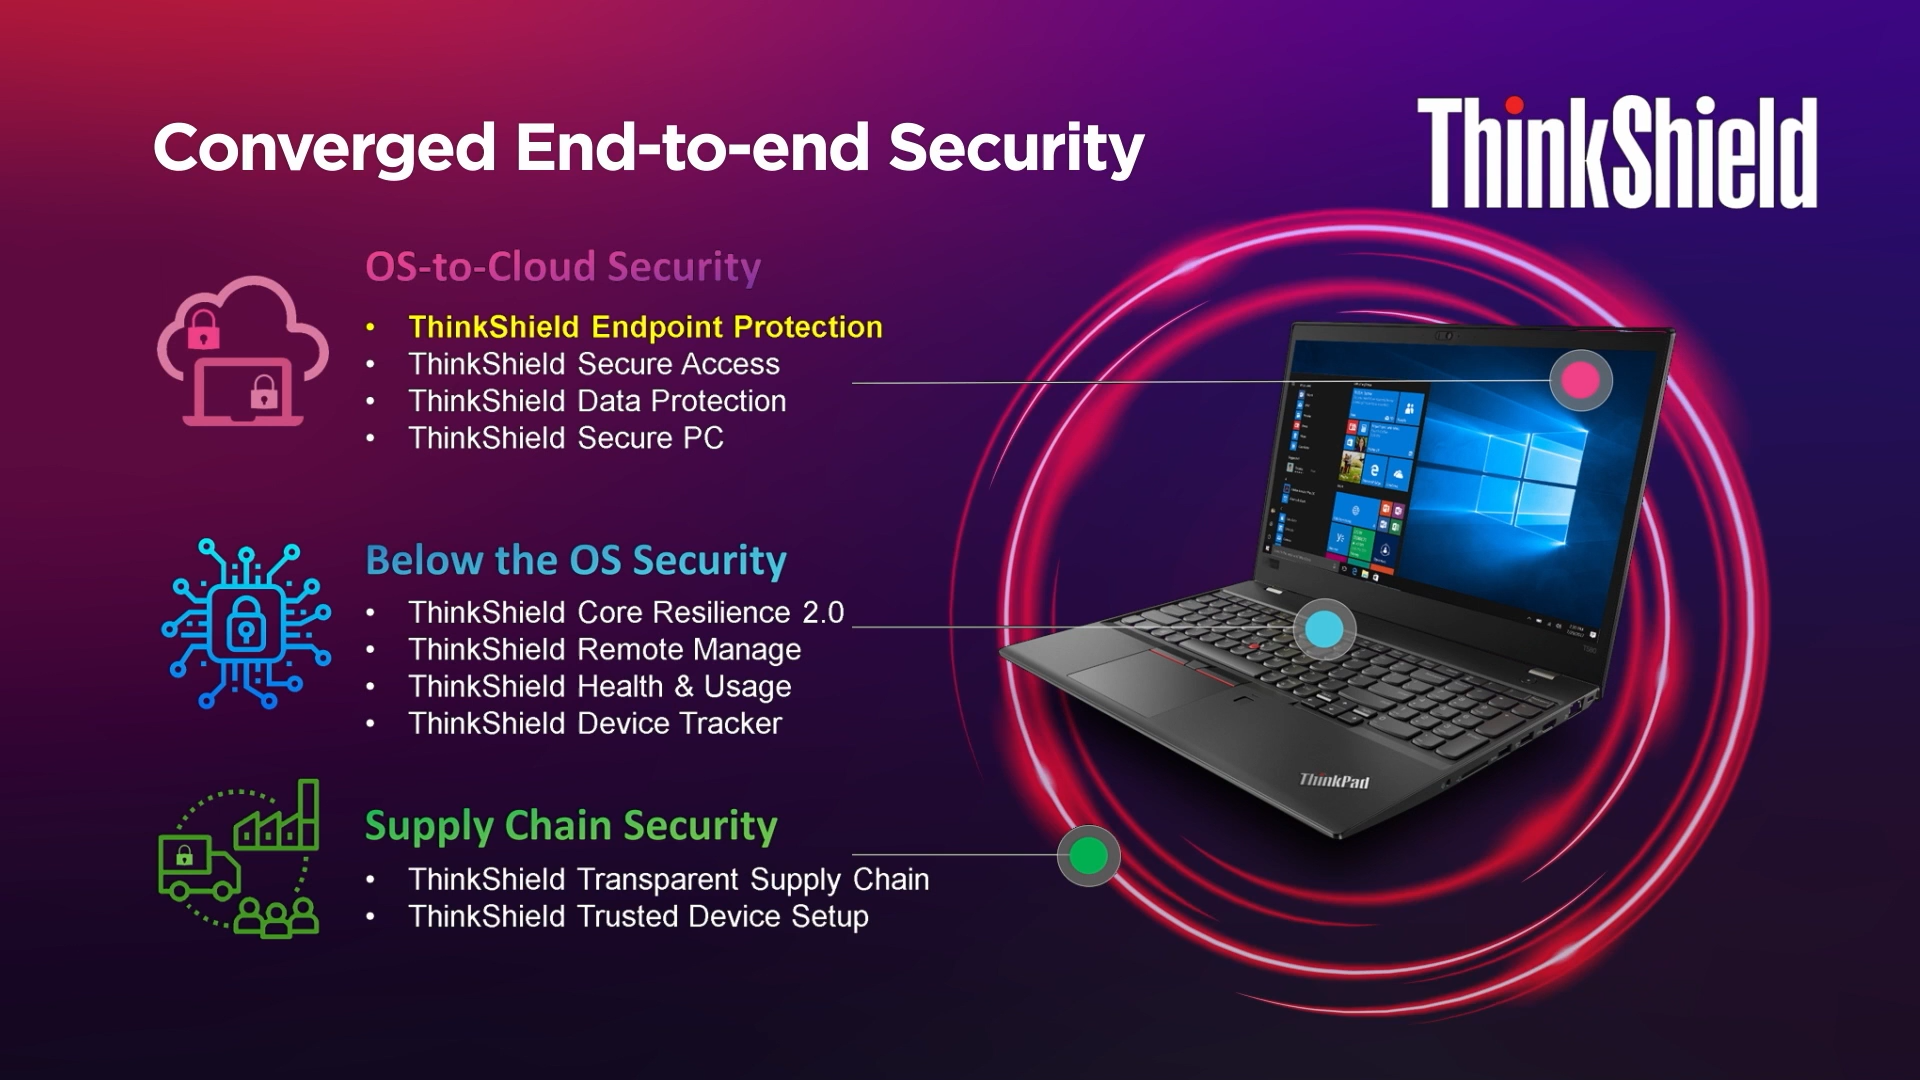 Converged End-to-end Security
ThinkShield
OS-to-Cloud Security
• ThinkShield Endpoint Protection
• ThinkShield Secure Access
• ThinkShield Data Protection
• ThinkShield Secure PC
Below the OS Security
• ThinkShield Core Resilience 2.0
• ThinkShield Remote Manage
• ThinkShield Health & Usage
• ThinkShield Device Tracker
Supply Chain Security
• ThinkShield Transparent Supply Chain
• ThinkShield Trusted Device Setup
ThinkPad